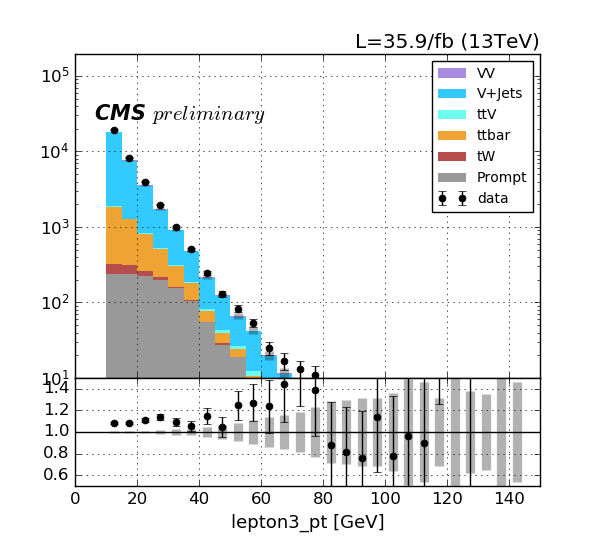 L=35.9/fb (13TeV)
CMS preliminary
VV
V+Jets
ttV
ttbar
tW
Prompt
data
10^5
10^4
10^3
10^2
10^1
1.4
1.2
1.0
0.8
0.6
0 20 40 60 80 100 120 140
lepton3_pt [GeV]